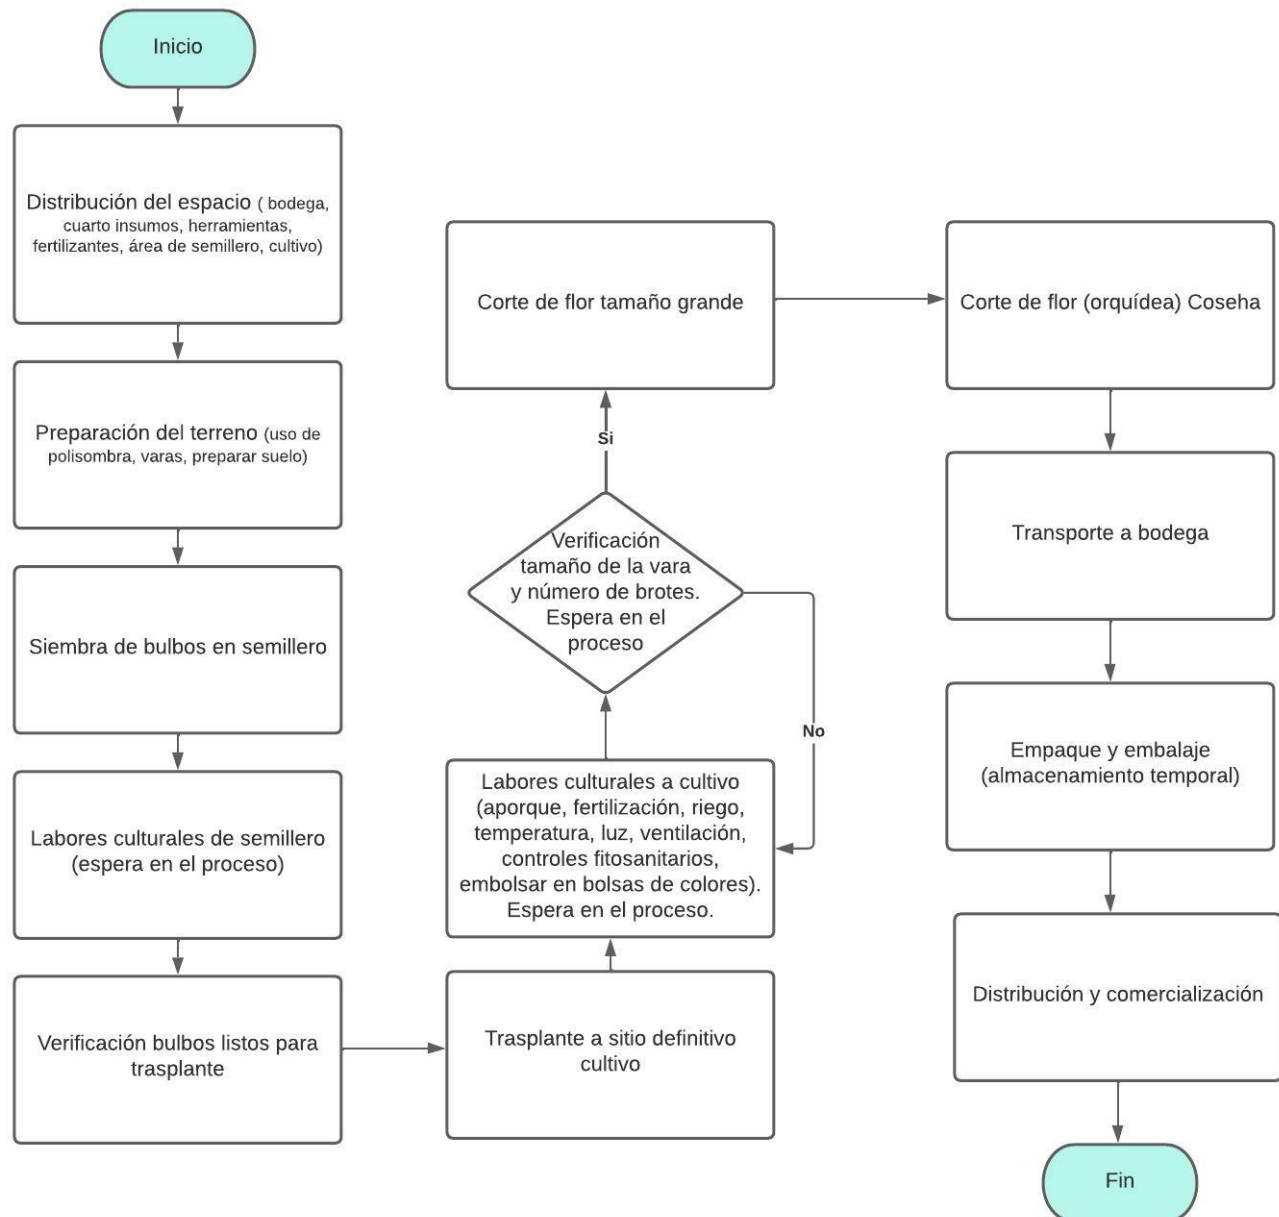 Inicio
Distribución del espacio ( bodega,
cuarto insumos, herramientas,
fertilizantes, área de semillero, cultivo)
Preparación del terreno (uso de
polisombra, varas, preparar suelo)
Siembra de bulbos en semillero
Labores culturales de semillero
(espera en el proceso)
Verificación bulbos listos para
trasplante
Trasplante a sitio definitivo
cultivo
Labores culturales a cultivo
(aporque, fertilización, riego,
temperatura, luz, ventilación,
controles fitosanitarios,
embolsar en bolsas de colores).
Espera en el proceso.
Verificación
tamaño de la vara
y número de brotes.
Espera en el
proceso
No
Si
Corte de flor tamaño grande
Corte de flor (orquídea) Coseha
Transporte a bodega
Empaque y embalaje
(almacenamiento temporal)
Distribución y comercialización
Fin